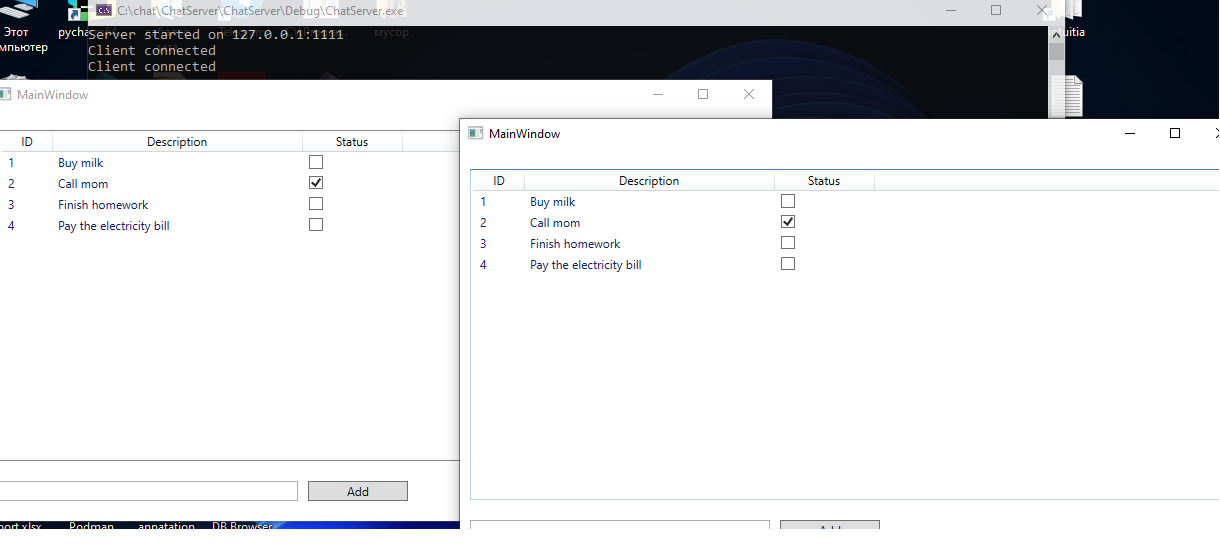 C:\chat\ChatServer\ChatServer\Debug\ChatServer.exe
Этот
pycha
мусор
Server started on 127.0.0.1:1111
Client connected
Client connected
MainWindow
ID Description Status
1 Buy milk
2 Call mom
3 Finish homework
4 Pay the electricity bill
Add
MainWindow
ID Description Status
1 Buy milk
2 Call mom
3 Finish homework
4 Pay the electricity bill
Add
port.xlsx Podman annatation DB Browser